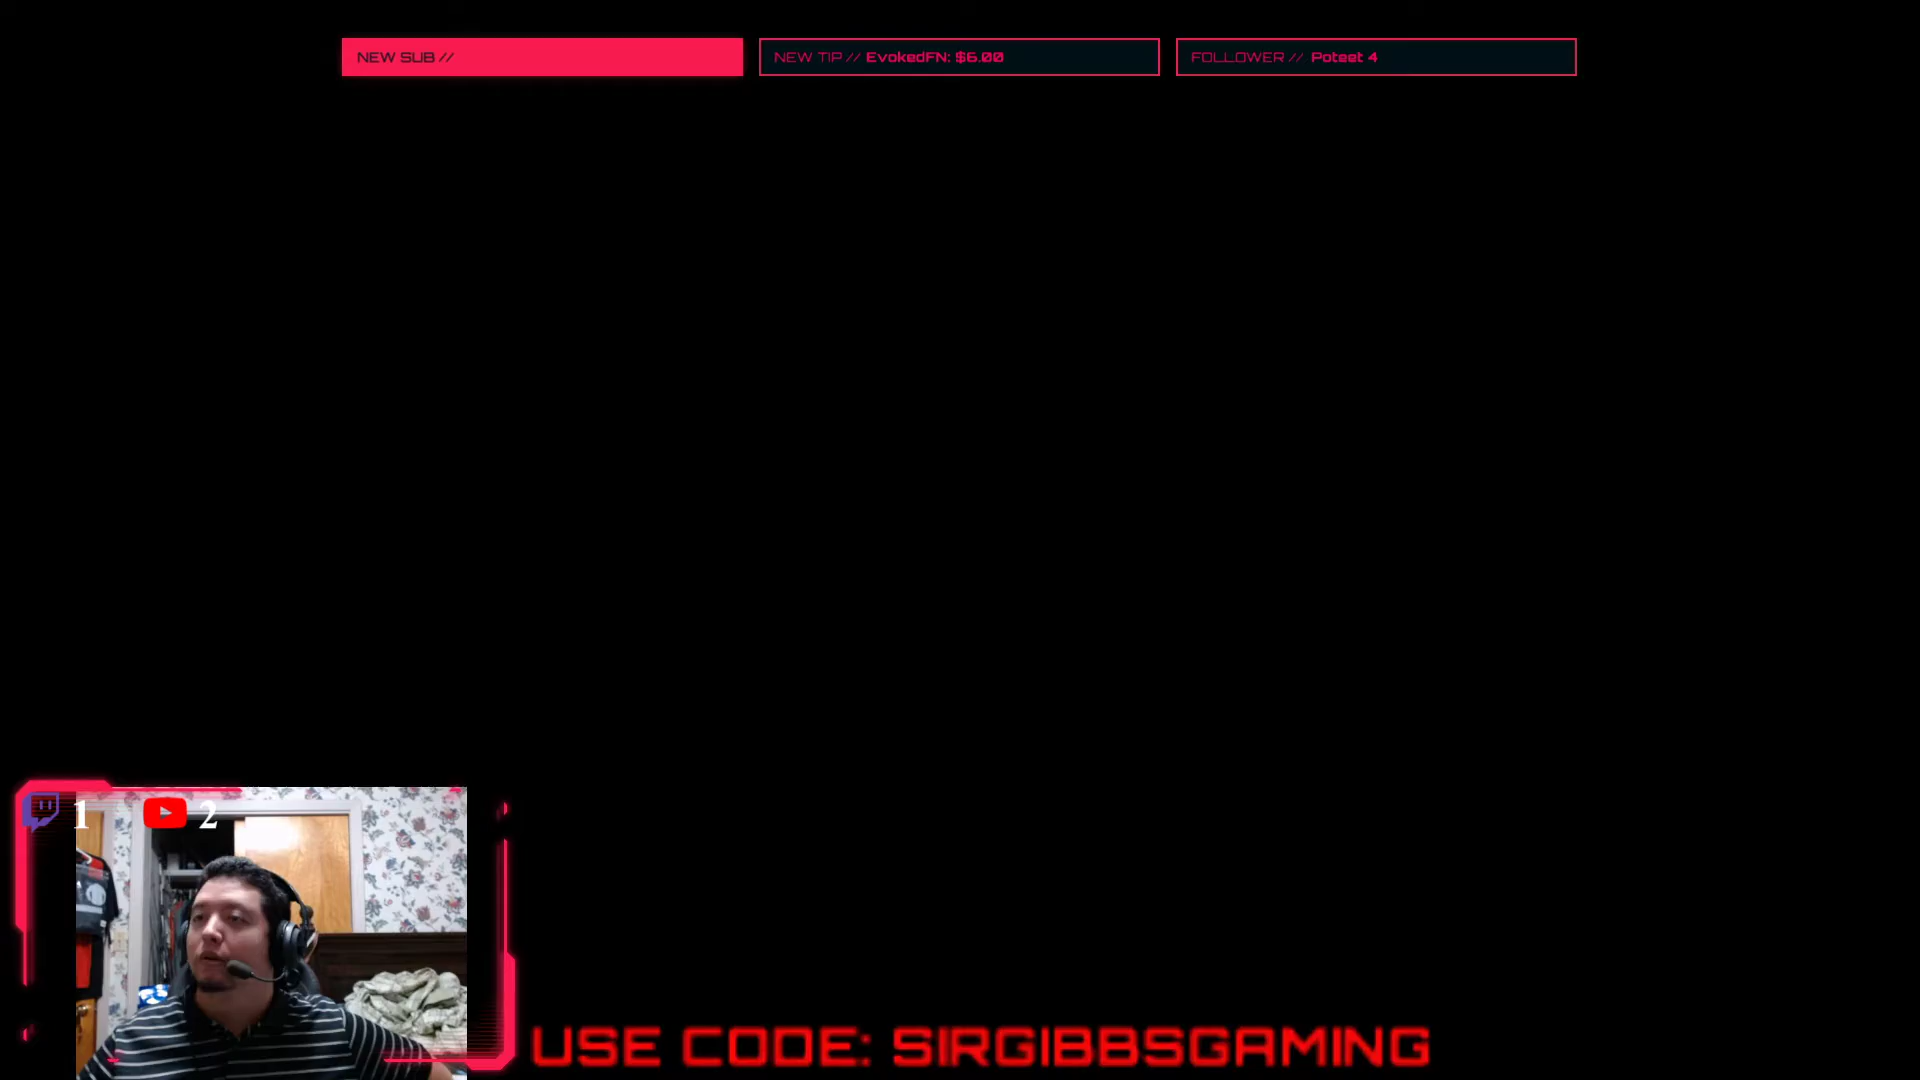 NEW SUB //
NEW TIP // EvokedFN: $6.00
FOLLOWER // Poteet 4
1
2
USE CODE: SIRGIBBSGAMING